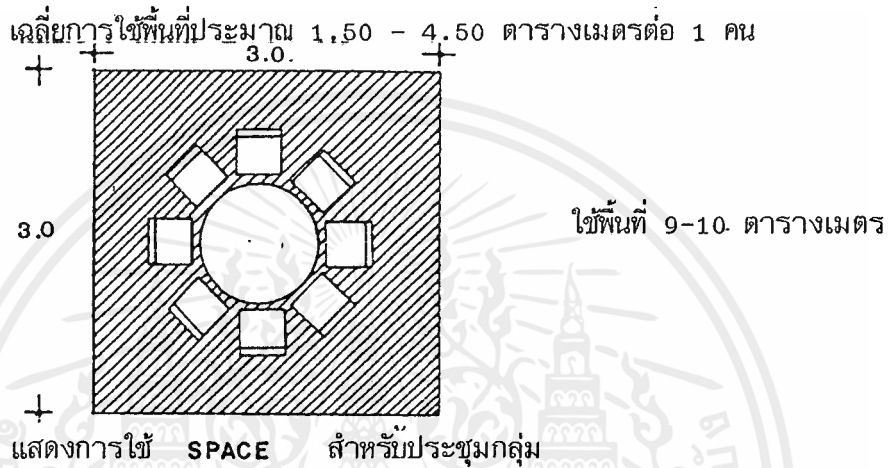 เฉลี่ยการใช้พื้นที่ประมาณ 1.50 - 4.50 ตารางเมตรต่อ 1 คน
3.0
3.0
ใช้พื้นที่ 9-10 ตารางเมตร
แสดงการใช้ SPACE สำหรับประชุมกลุ่ม